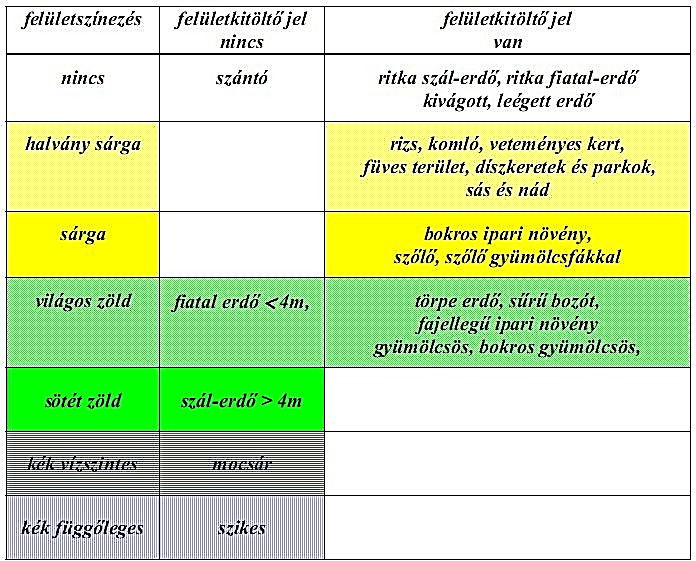 felületszínezés
felületkitöltő jel
nincs
felületkitöltő jel
van
nincs
szántó
ritka szál-erdő, ritka fiatal-erdő
kivágott, leégett erdő
halvány sárga
rizs, komló, veteményes kert,
füves terület, díszkeretek és parkok,
sás és nád
sárga
bokros ipari növény,
szőlő, szőlő gyümölcsfákkal
világos zöld
fiatal erdő < 4m,
törpe erdő, sűrű bozót,
fajellegű ipari növény
gyümölcsös, bokros gyümölcsös,
sötét zöld
szál-erdő > 4m
kék vízszintes
mocsár
kék függőleges
szikes